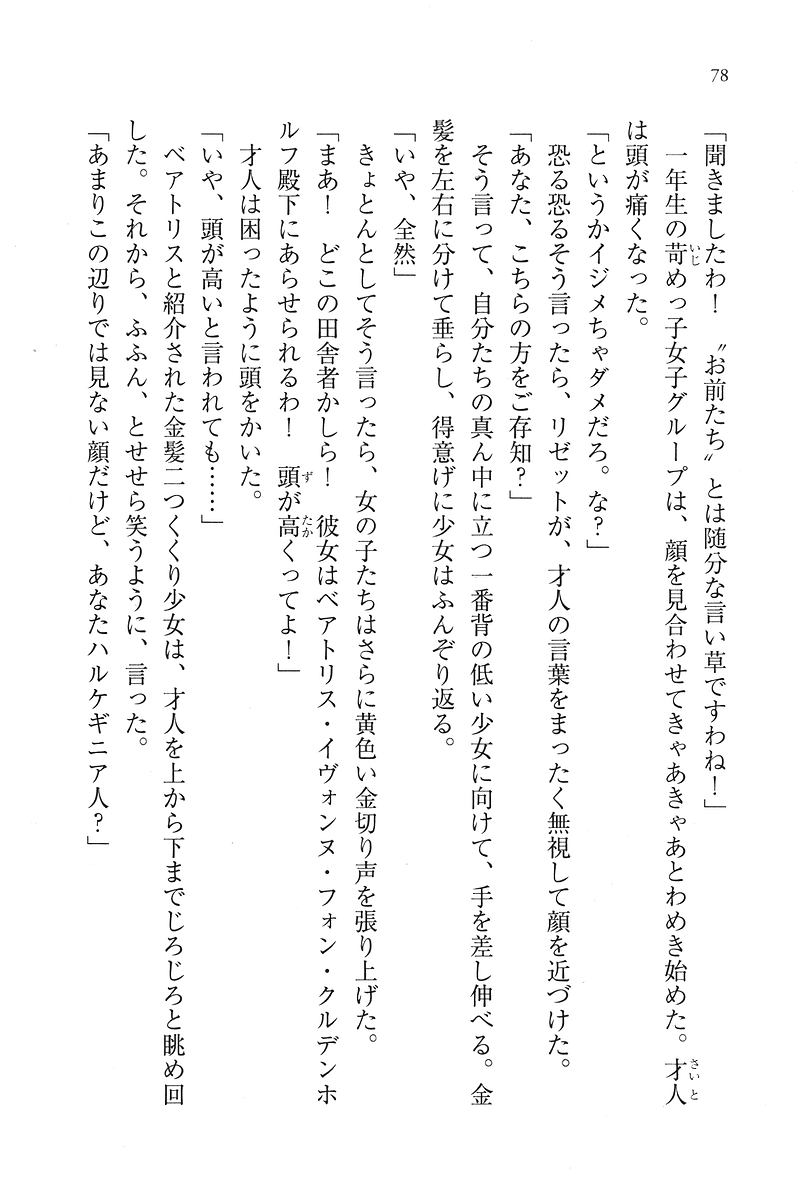 78
「聞きましたわ！　〝お前たち〟とは随分な言い草ですわね！」
　一年生の苛めっ子女子グループは、顔を見合わせてきゃあきゃあとわめき始めた。才人
は頭が痛くなった。
「というかイジメちゃダメだろ。な？」
　恐る恐るそう言ったら、リゼットが、才人の言葉をまったく無視して顔を近づけた。
「あなた、こちらの方をご存知？」
　そう言って、自分たちの真ん中に立つ一番背の低い少女に向けて、手を差し伸べる。金
髪を左右に分けて垂らし、得意げに少女はふんぞり返る。
「いや、全然」
　きょとんとしてそう言ったら、女の子たちはさらに黄色い金切り声を張り上げた。
「まあ！　どこの田舎者かしら！　彼女はベアトリス・イヴォンヌ・フォン・クルデンホ
ルフ殿下にあらせられるわ！　頭が高くってよ！」
　才人は困ったように頭をかいた。
「いや、頭が高いと言われても……」
　ベアトリスと紹介された金髪二つくくり少女は、才人を上から下までじろじろと眺め回
した。それから、ふふん、とせせら笑うように、言った。
「あまりこの辺りでは見ない顔だけど、あなたハルケギニア人？」